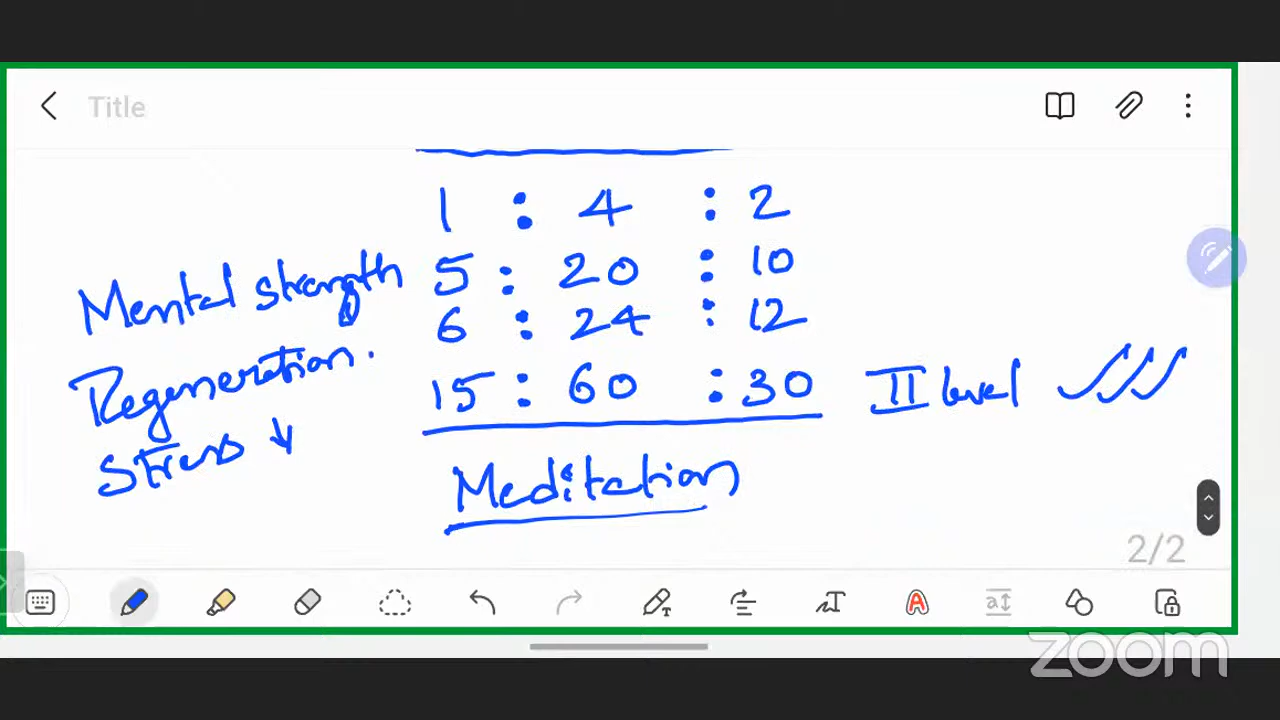 Title
1 : 4 : 2
Mental strength 5 : 20 : 10
6 : 24 : 12
Regeneration.
15 : 60 : 30 II level
Stress ↓
Meditation
2/2
zoom